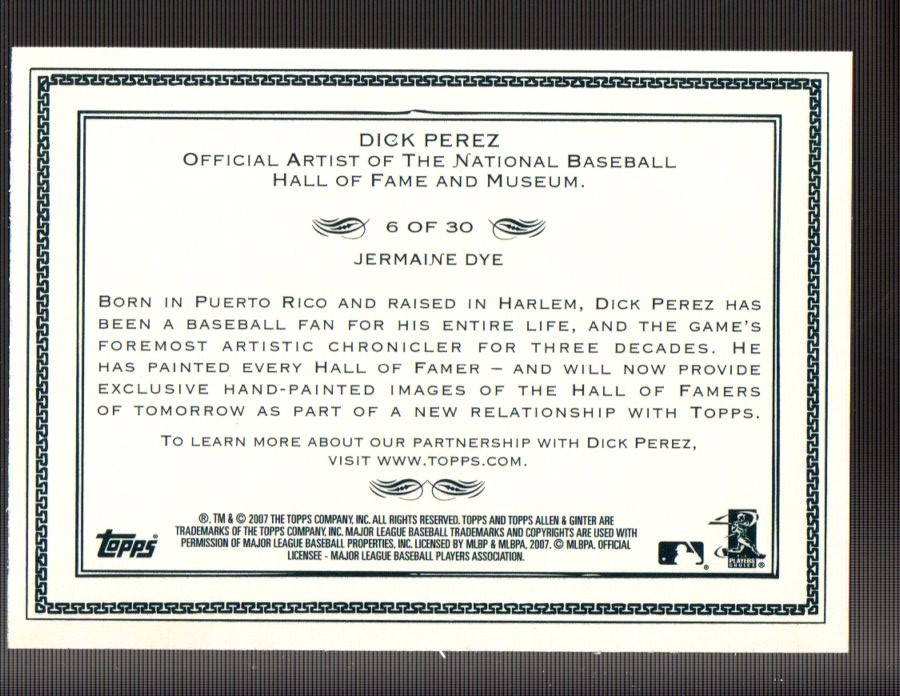 DICK PEREZ
OFFICIAL ARTIST OF THE NATIONAL BASEBALL
HALL OF FAME AND MUSEUM.
6 OF 30
JERMAINE DYE
BORN IN PUERTO RICO AND RAISED IN HARLEM, DICK PEREZ HAS
BEEN A BASEBALL FAN FOR HIS ENTIRE LIFE, AND THE GAME'S
FOREMOST ARTISTIC CHRONICLER FOR THREE DECADES. HE
HAS PAINTED EVERY HALL OF FAMER – AND WILL NOW PROVIDE
EXCLUSIVE HAND-PAINTED IMAGES OF THE HALL OF FAMERS
OF TOMORROW AS PART OF A NEW RELATIONSHIP WITH TOPPS.
TO LEARN MORE ABOUT OUR PARTNERSHIP WITH DICK PEREZ,
VISIT WWW.TOPPS.COM.
®, TM & © 2007 THE TOPPS COMPANY, INC. ALL RIGHTS RESERVED. TOPPS AND TOPPS ALLEN & GINTER ARE
TRADEMARKS OF THE TOPPS COMPANY, INC. MAJOR LEAGUE BASEBALL TRADEMARKS AND COPYRIGHTS ARE USED WITH
PERMISSION OF MAJOR LEAGUE BASEBALL PROPERTIES, INC. LICENSED BY MLBP & MLBPA, 2007. © MLBPA. OFFICIAL
LICENSEE - MAJOR LEAGUE BASEBALL PLAYERS ASSOCIATION.
TOPPS®
PLAYERS
CHOICE ®